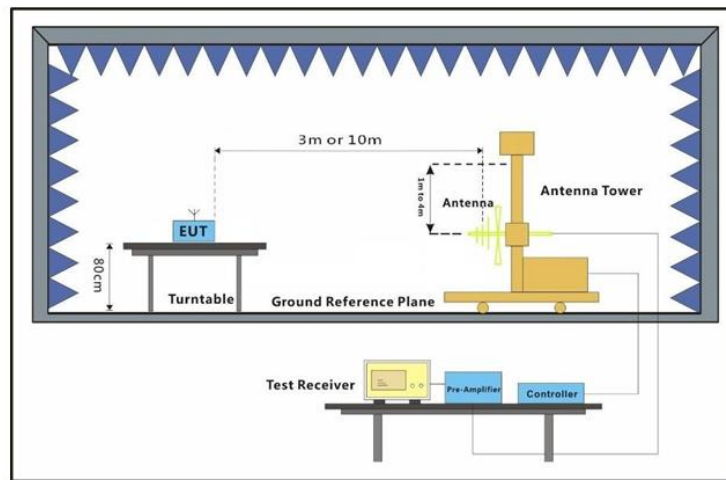 3m or 10m
1m to 4m
Antenna
Antenna Tower
EUT
80cm
Turntable
Ground Reference Plane
Test Receiver
Pre-Amplifier
Controller